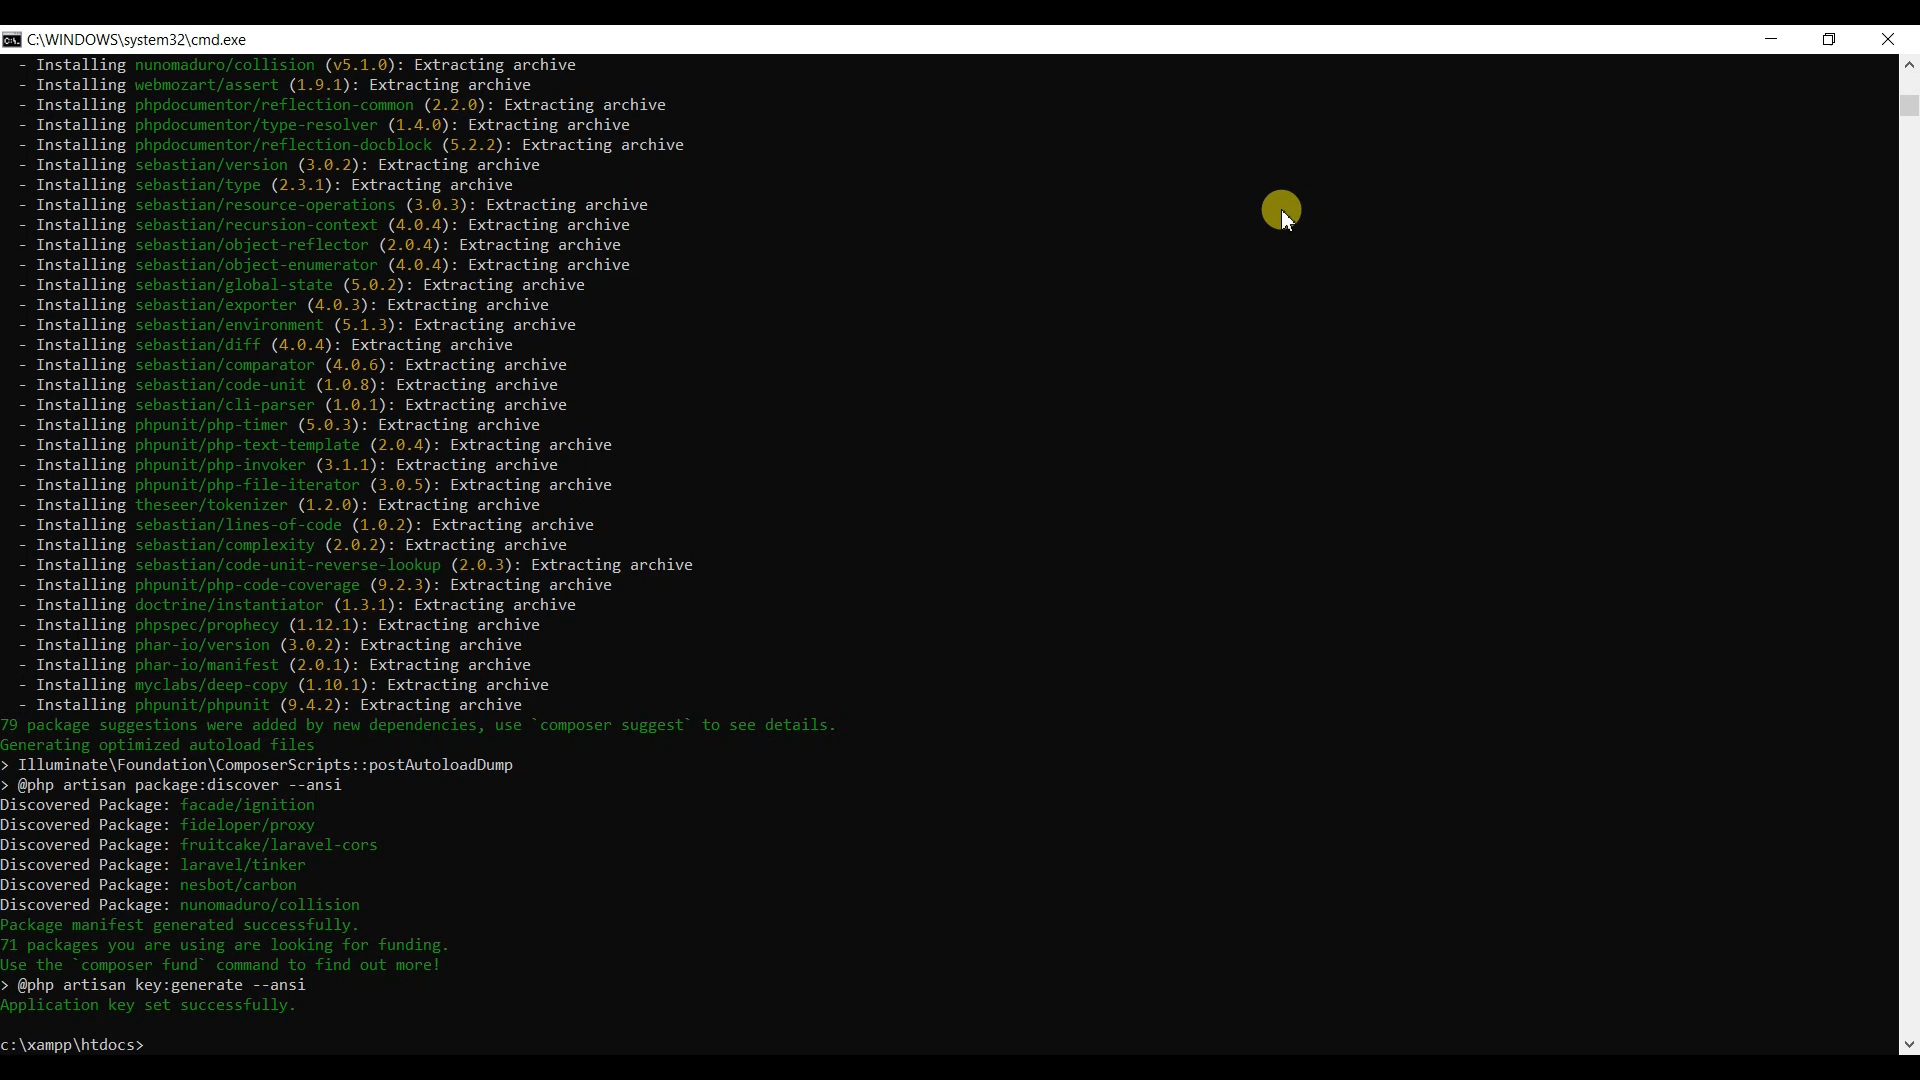 C:\WINDOWS\system32\cmd.exe
- Installing nunomaduro/collision (v5.1.0): Extracting archive
- Installing webmozart/assert (1.9.1): Extracting archive
- Installing phpdocumentor/reflection-common (2.2.0): Extracting archive
- Installing phpdocumentor/type-resolver (1.4.0): Extracting archive
- Installing phpdocumentor/reflection-docblock (5.2.2): Extracting archive
- Installing sebastian/version (3.0.2): Extracting archive
- Installing sebastian/type (2.3.1): Extracting archive
- Installing sebastian/resource-operations (3.0.3): Extracting archive
- Installing sebastian/recursion-context (4.0.4): Extracting archive
- Installing sebastian/object-reflector (2.0.4): Extracting archive
- Installing sebastian/object-enumerator (4.0.4): Extracting archive
- Installing sebastian/global-state (5.0.2): Extracting archive
- Installing sebastian/exporter (4.0.3): Extracting archive
- Installing sebastian/environment (5.1.3): Extracting archive
- Installing sebastian/diff (4.0.4): Extracting archive
- Installing sebastian/comparator (4.0.6): Extracting archive
- Installing sebastian/code-unit (1.0.8): Extracting archive
- Installing sebastian/cli-parser (1.0.1): Extracting archive
- Installing phpunit/php-timer (5.0.3): Extracting archive
- Installing phpunit/php-text-template (2.0.4): Extracting archive
- Installing phpunit/php-invoker (3.1.1): Extracting archive
- Installing phpunit/php-file-iterator (3.0.5): Extracting archive
- Installing theseer/tokenizer (1.2.0): Extracting archive
- Installing sebastian/lines-of-code (1.0.2): Extracting archive
- Installing sebastian/complexity (2.0.2): Extracting archive
- Installing sebastian/code-unit-reverse-lookup (2.0.3): Extracting archive
- Installing phpunit/php-code-coverage (9.2.3): Extracting archive
- Installing doctrine/instantiator (1.3.1): Extracting archive
- Installing phpspec/prophecy (1.12.1): Extracting archive
- Installing phar-io/version (3.0.2): Extracting archive
- Installing phar-io/manifest (2.0.1): Extracting archive
- Installing myclabs/deep-copy (1.10.1): Extracting archive
- Installing phpunit/phpunit (9.4.2): Extracting archive
79 package suggestions were added by new dependencies, use `composer suggest` to see details.
Generating optimized autoload files
> Illuminate\Foundation\ComposerScripts::postAutoloadDump
> @php artisan package:discover --ansi
Discovered Package: facade/ignition
Discovered Package: fideloper/proxy
Discovered Package: fruitcake/laravel-cors
Discovered Package: laravel/tinker
Discovered Package: nesbot/carbon
Discovered Package: nunomaduro/collision
Package manifest generated successfully.
71 packages you are using are looking for funding.
Use the `composer fund` command to find out more!
> @php artisan key:generate --ansi
Application key set successfully.
c:\xampp\htdocs>